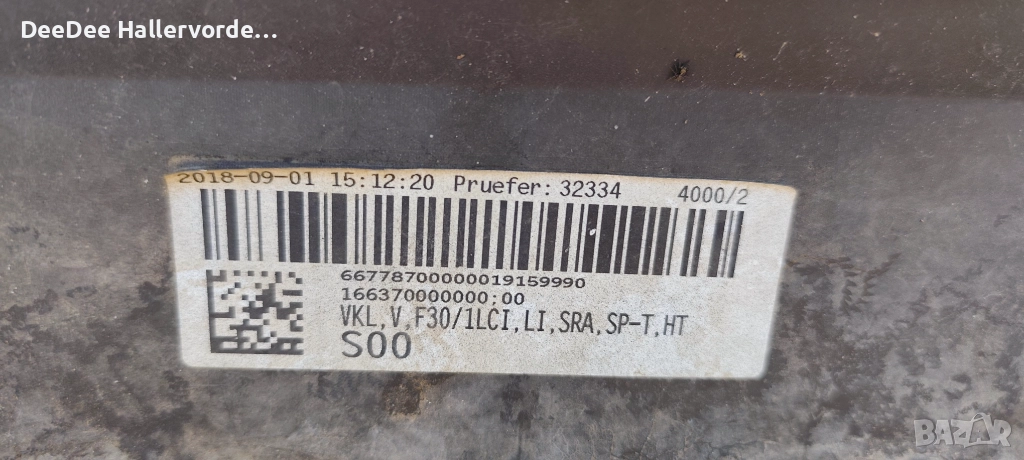 DeeDee Hallervorde...
2018-09-01 15:12:20 Pruefer: 32334 4000/2
66778700000019159990
166370000000;00
VKL,V,F30/1LCI,LI,SRA,SP-T,HT
S00
BAZAR